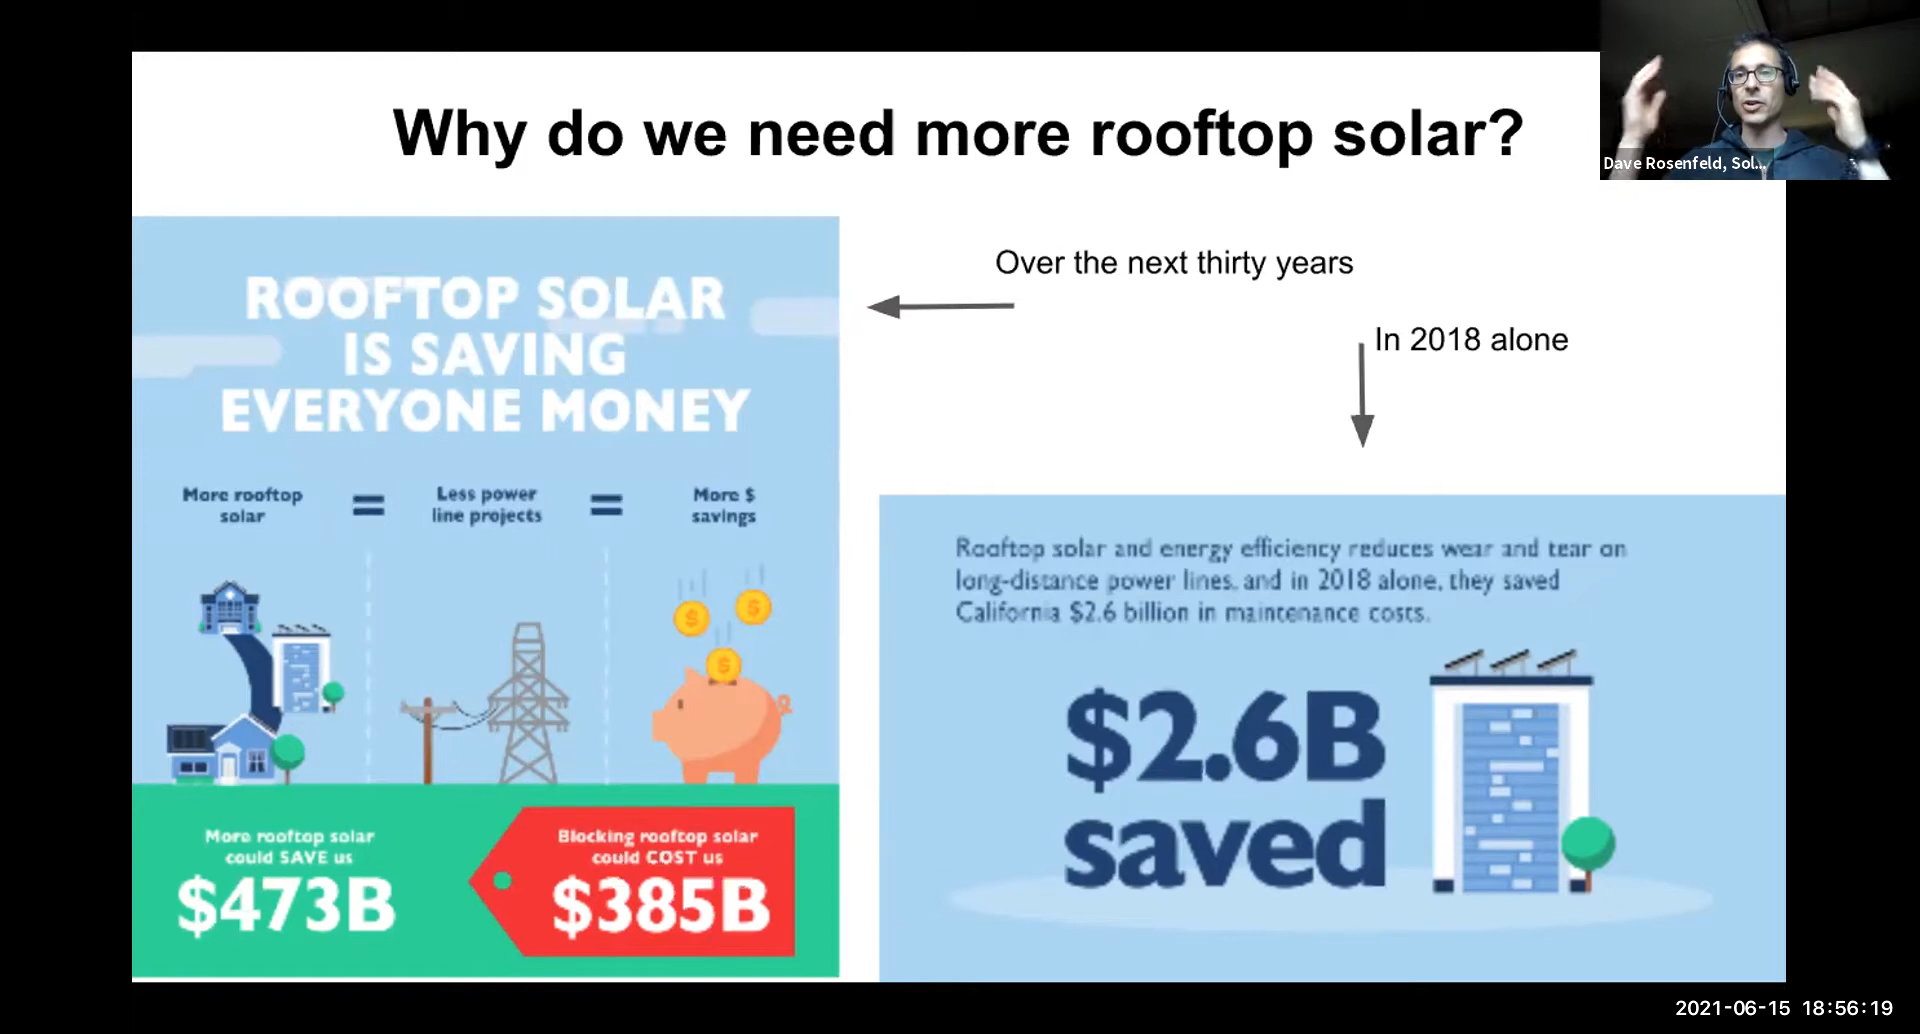 Why do we need more rooftop solar?
Dave Rosenfeld, Sol...
ROOFTOP SOLAR
IS SAVING
EVERYONE MONEY
Over the next thirty years
In 2018 alone
More rooftop
solar
=
Less power
line projects
=
More $
savings
$
$
$
More rooftop solar
could SAVE us
$473B
Blocking rooftop solar
could COST us
$385B
Rooftop solar and energy efficiency reduces wear and tear on
long-distance power lines, and in 2018 alone, they saved
California $2.6 billion in maintenance costs.
$2.6B
saved
2021-06-15 18:56:19